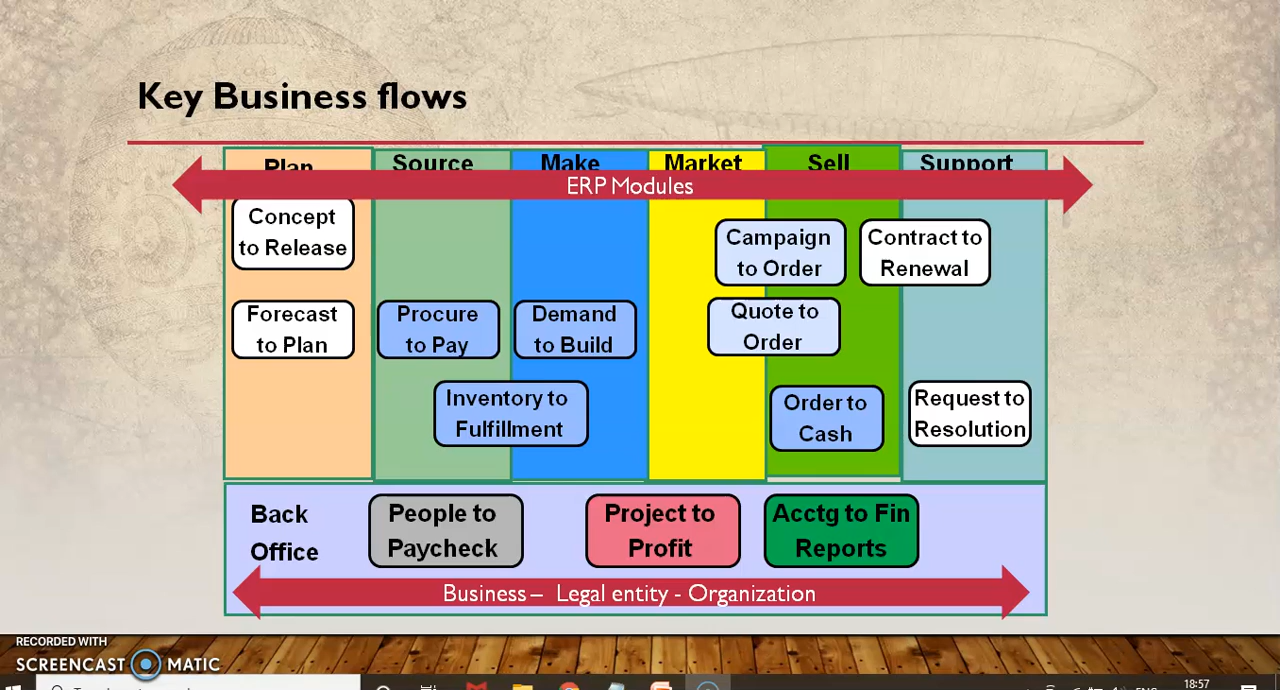 Key Business flows
Plan
Source
Make
Market
Sell
Support
ERP Modules
Concept
to Release
Campaign
to Order
Contract to
Renewal
Forecast
to Plan
Procure
to Pay
Demand
to Build
Quote to
Order
Inventory to
Fulfillment
Order to
Cash
Request to
Resolution
Back
Office
People to
Paycheck
Project to
Profit
Acctg to Fin
Reports
Business – Legal entity - Organization
RECORDED WITH
SCREENCAST MATIC
18:57